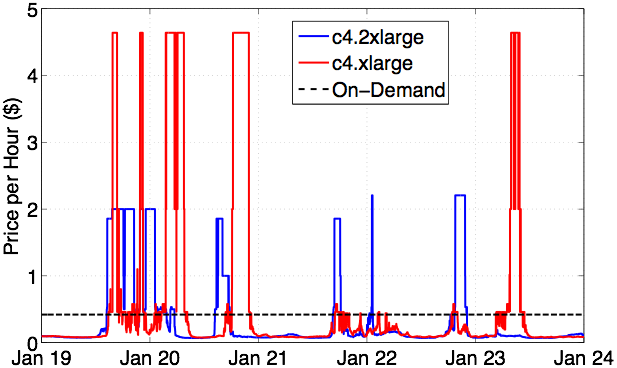 Price per Hour ($)
5
4
3
2
1
0
c4.2xlarge
c4.xlarge
On-Demand
Jan 19 Jan 20 Jan 21 Jan 22 Jan 23 Jan 24